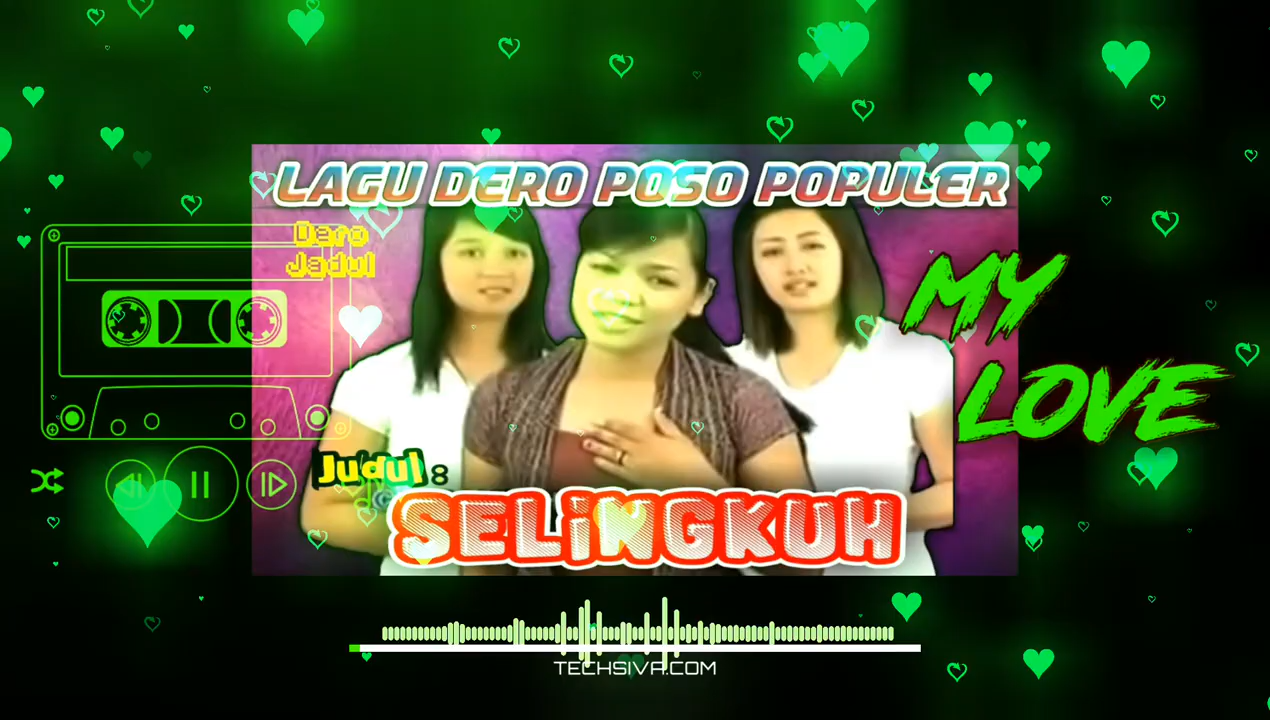 LAGU DERO POSO POPULER
Dero
Jadul
MY
LOVE
Judul :
SELiNGKUH
TECHSIVA.COM